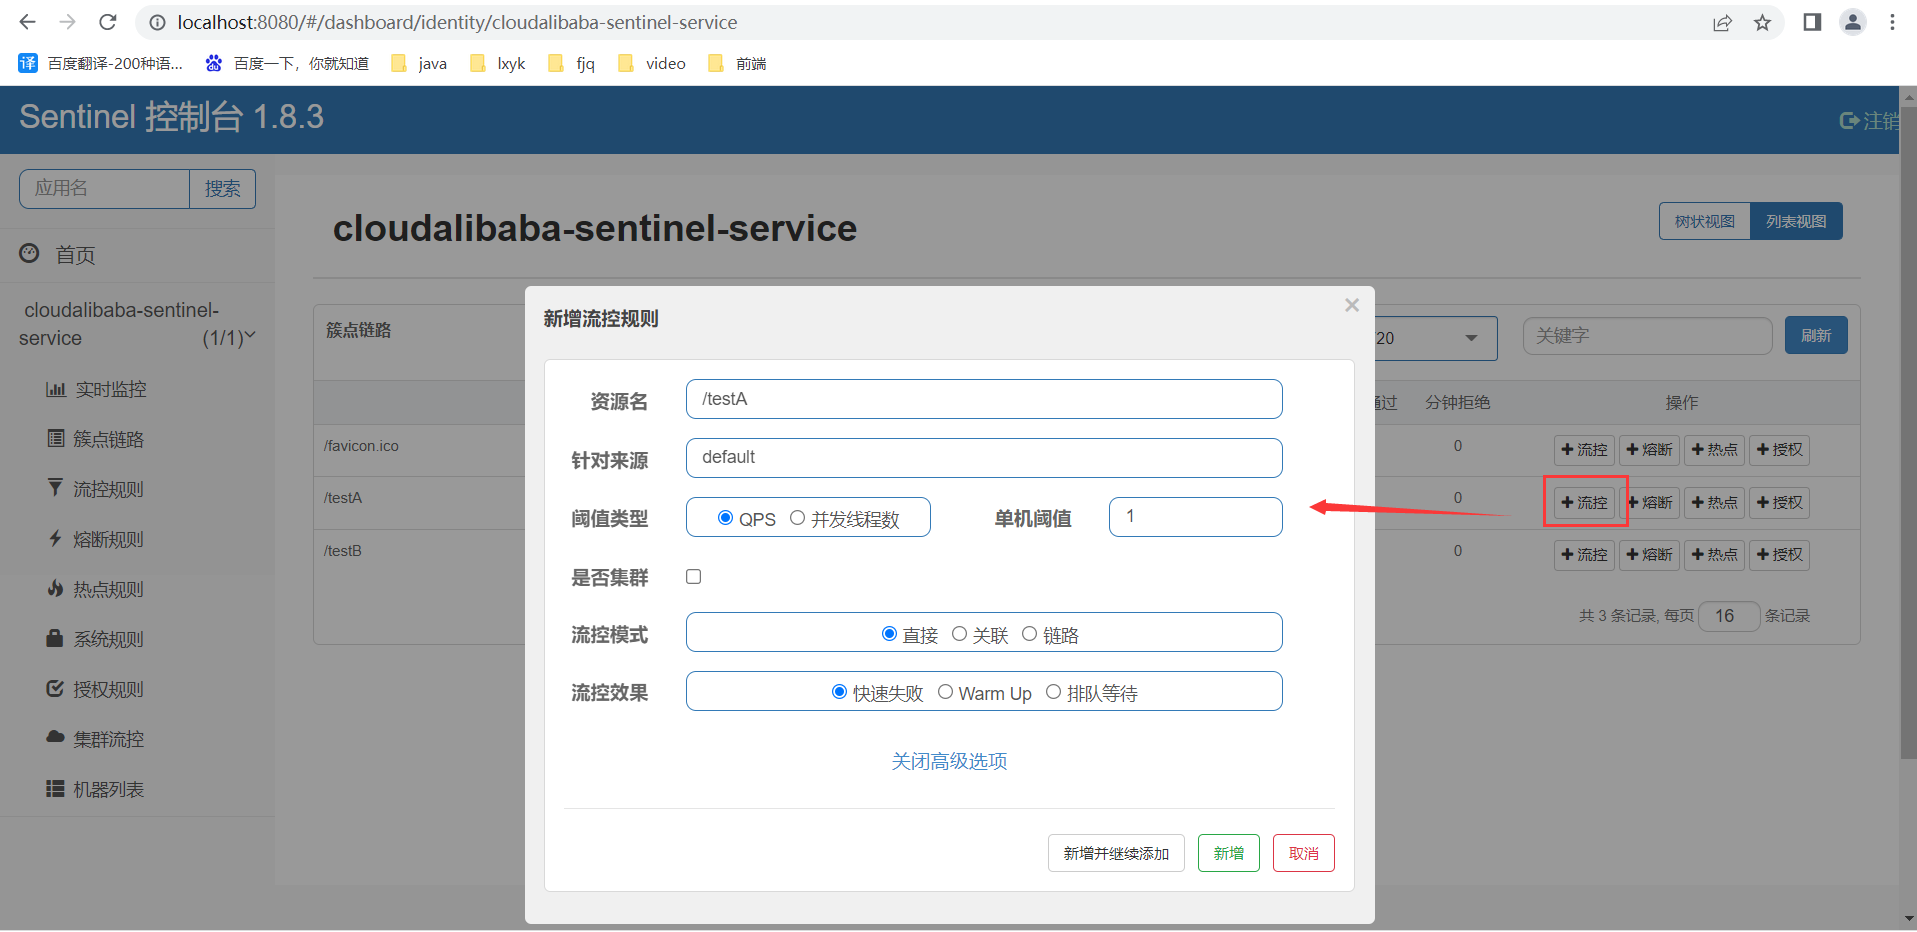 localhost:8080/#/dashboard/identity/cloudalibaba-sentinel-service
译 百度翻译-200种语... 百度一下，你就知道 java lxyk fjq video 前端
Sentinel 控制台 1.8.3
注销
应用名 搜索
首页
cloudalibaba-sentinel-
service (1/1)
实时监控
簇点链路
流控规则
熔断规则
热点规则
系统规则
授权规则
集群流控
机器列表
cloudalibaba-sentinel-service
树状视图 列表视图
簇点链路
20 关键字 刷新
通过 分钟拒绝 操作
/favicon.ico 0 流控 熔断 热点 授权
/testA 0 流控 熔断 热点 授权
/testB 0 流控 熔断 热点 授权
共 3 条记录, 每页 16 条记录
新增流控规则 ×
资源名 /testA
针对来源 default
阈值类型 QPS 并发线程数 单机阈值 1
是否集群
流控模式 直接 关联 链路
流控效果 快速失败 Warm Up 排队等待
关闭高级选项
新增并继续添加 新增 取消